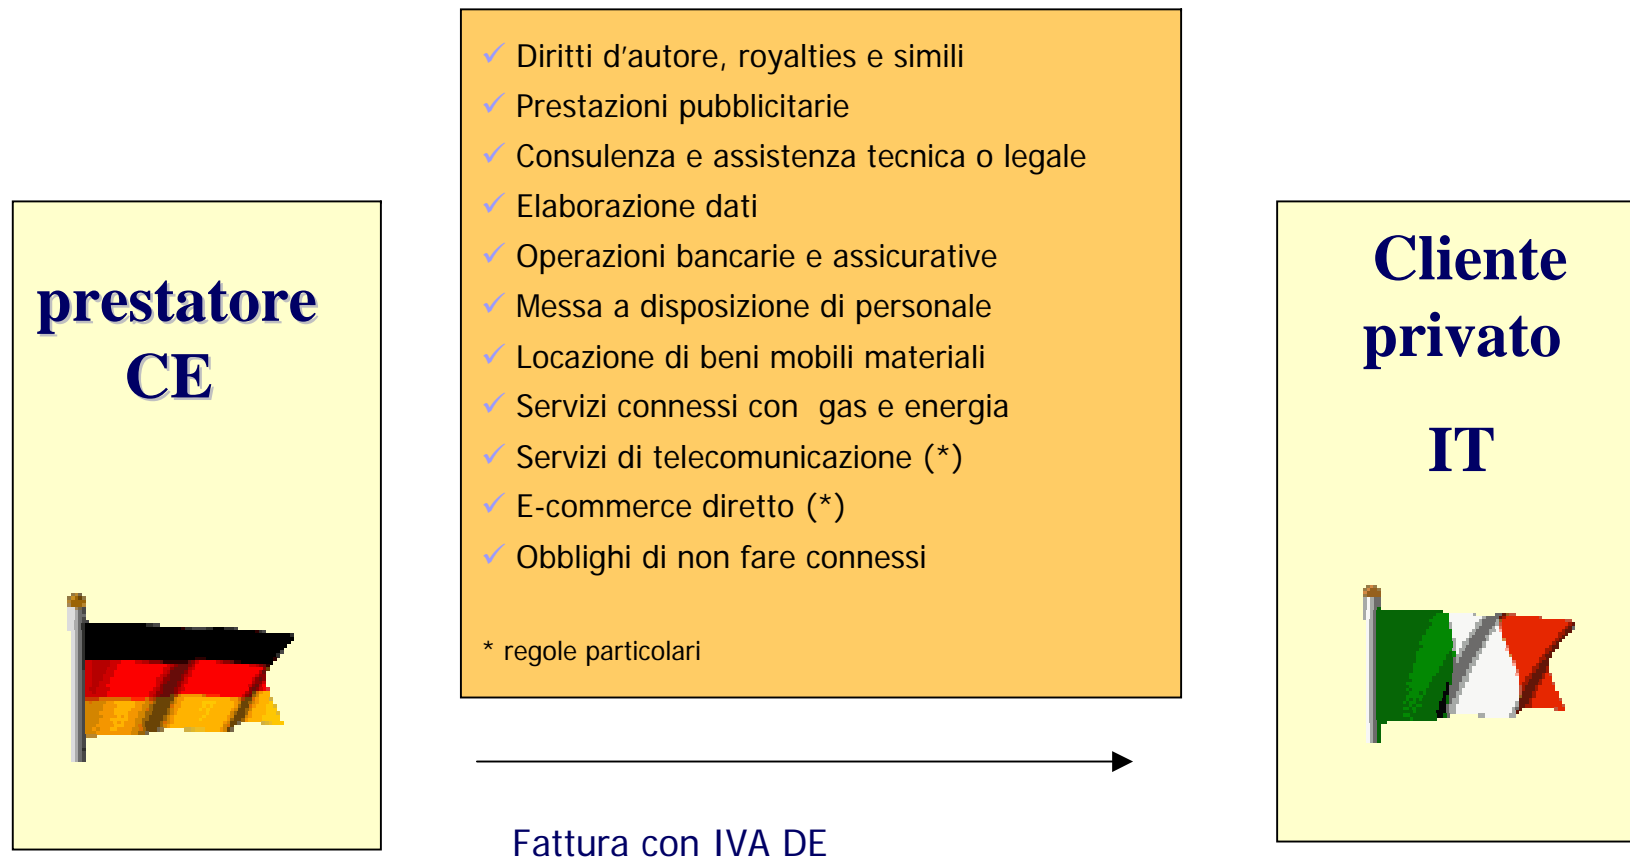 prestatore
CE
✓ Diritti d'autore, royalties e simili
✓ Prestazioni pubblicitarie
✓ Consulenza e assistenza tecnica o legale
✓ Elaborazione dati
✓ Operazioni bancarie e assicurative
✓ Messa a disposizione di personale
✓ Locazione di beni mobili materiali
✓ Servizi connessi con gas e energia
✓ Servizi di telecomunicazione (*)
✓ E-commerce diretto (*)
✓ Obblighi di non fare connessi
* regole particolari
Fattura con IVA DE
Cliente
privato
IT